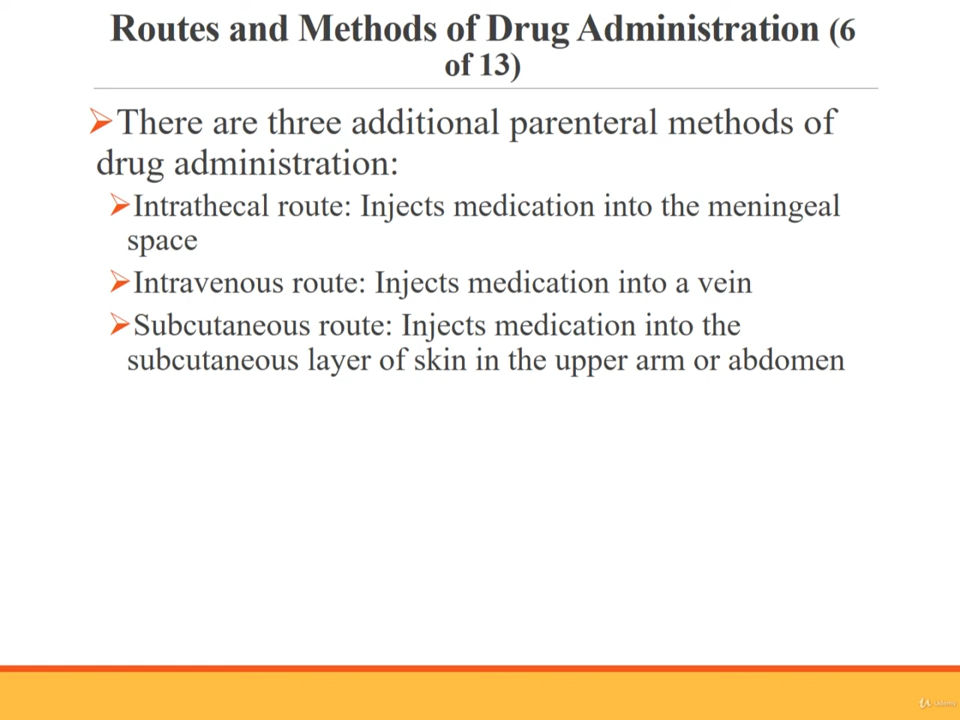 Routes and Methods of Drug Administration (6
of 13)
There are three additional parenteral methods of
drug administration:
Intrathecal route: Injects medication into the meningeal
space
Intravenous route: Injects medication into a vein
Subcutaneous route: Injects medication into the
subcutaneous layer of skin in the upper arm or abdomen
Udemy